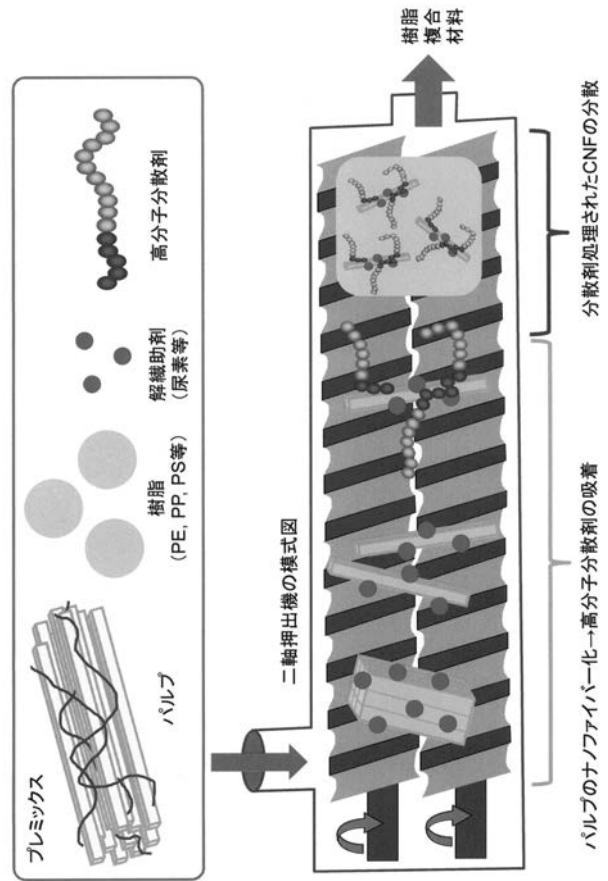 プレミックス
パルプ
樹脂
(PE, PP, PS等)
解繊助剤
(尿素等)
高分子分散剤
二軸押出機の模式図
樹脂
複合
材料
パルプのナノファイバー化→高分子分散剤の吸着
分散剤処理されたCNFの分散